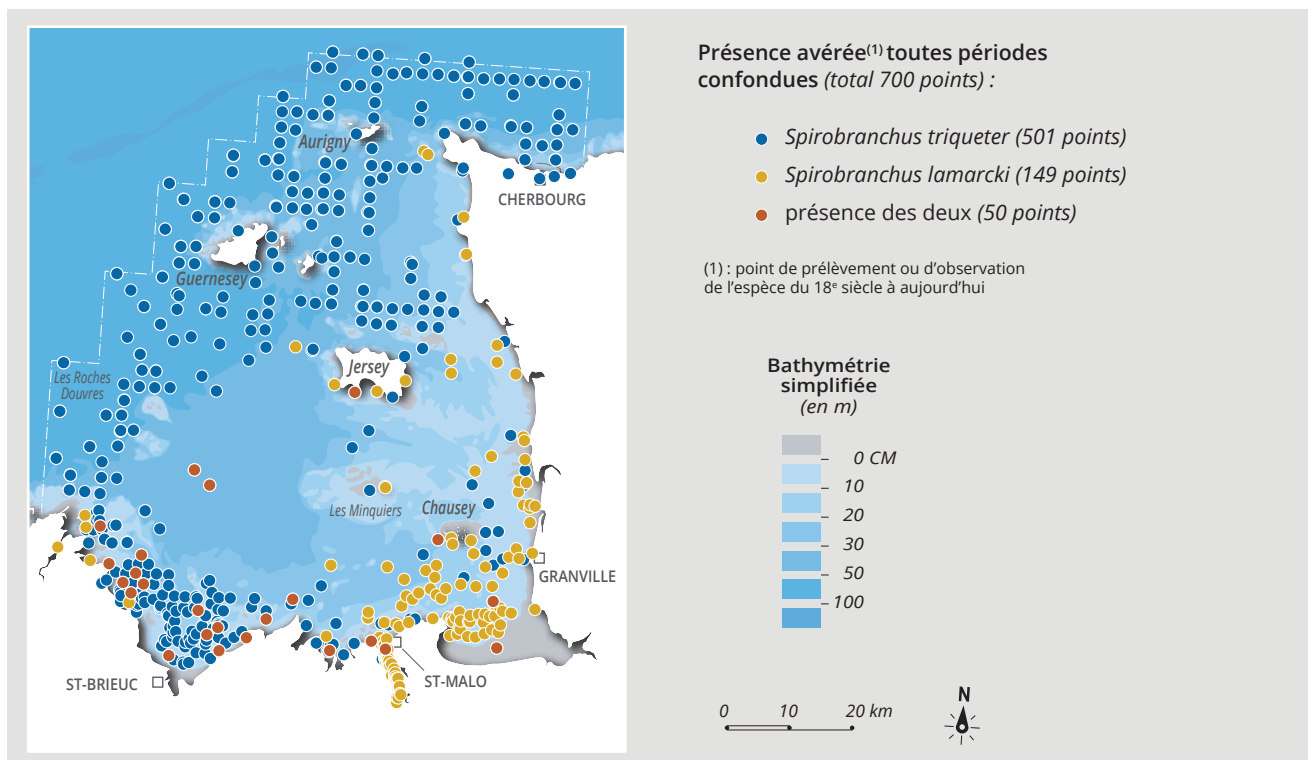 Aurigny
CHERBOURG
Guernesey
Les Roches
Douvres
Jersey
Les Minquiers
Chausey
GRANVILLE
ST-BRIEUC
ST-MALO
Présence avérée(1) toutes périodes
confondues (total 700 points) :
Spirobranchus triqueter (501 points)
Spirobranchus lamarcki (149 points)
présence des deux (50 points)
(1) : point de prélèvement ou d'observation
de l'espèce du 18e siècle à aujourd'hui
Bathymétrie
simplifiée
(en m)
0 CM
10
20
30
50
100
0 10 20 km
N